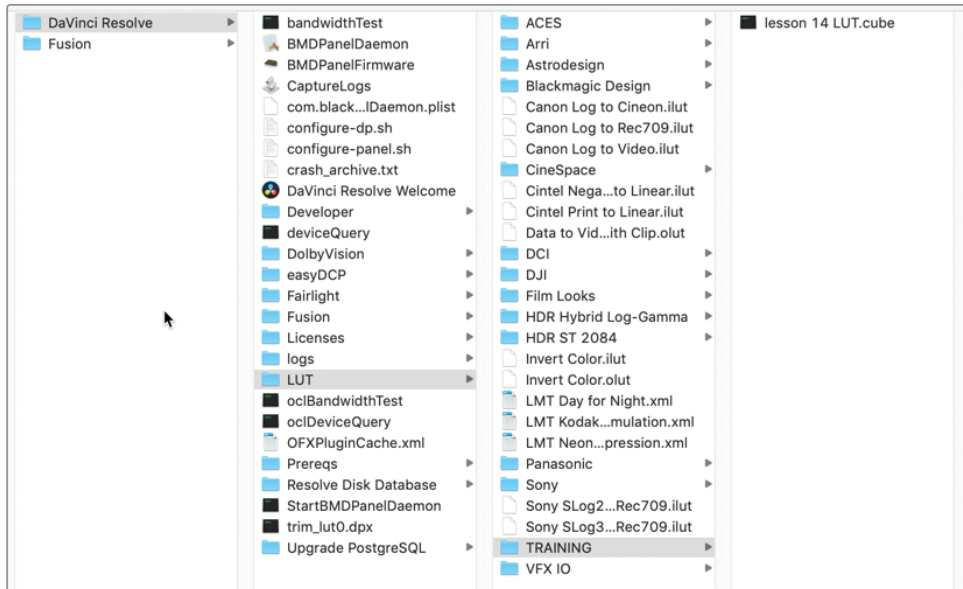 DaVinci Resolve
Fusion
bandwidthTest
BMDPanelDaemon
BMDPanelFirmware
CaptureLogs
com.black...lDaemon.plist
configure-dp.sh
configure-panel.sh
crash_archive.txt
DaVinci Resolve Welcome
Developer
deviceQuery
DolbyVision
easyDCP
Fairlight
Fusion
Licenses
logs
LUT
oclBandwidthTest
oclDeviceQuery
OFXPluginCache.xml
Prereqs
Resolve Disk Database
StartBMDPanelDaemon
trim_lut0.dpx
Upgrade PostgreSQL
ACES
Arri
Astrodesign
Blackmagic Design
Canon Log to Cineon.ilut
Canon Log to Rec709.ilut
Canon Log to Video.ilut
CineSpace
Cintel Nega...to Linear.ilut
Cintel Print to Linear.ilut
Data to Vid...ith Clip.olut
DCI
DJI
Film Looks
HDR Hybrid Log-Gamma
HDR ST 2084
Invert Color.ilut
Invert Color.olut
LMT Day for Night.xml
LMT Kodak...mulation.xml
LMT Neon...pression.xml
Panasonic
Sony
Sony SLog2...Rec709.ilut
Sony SLog3...Rec709.ilut
TRAINING
VFX IO
lesson 14 LUT.cube